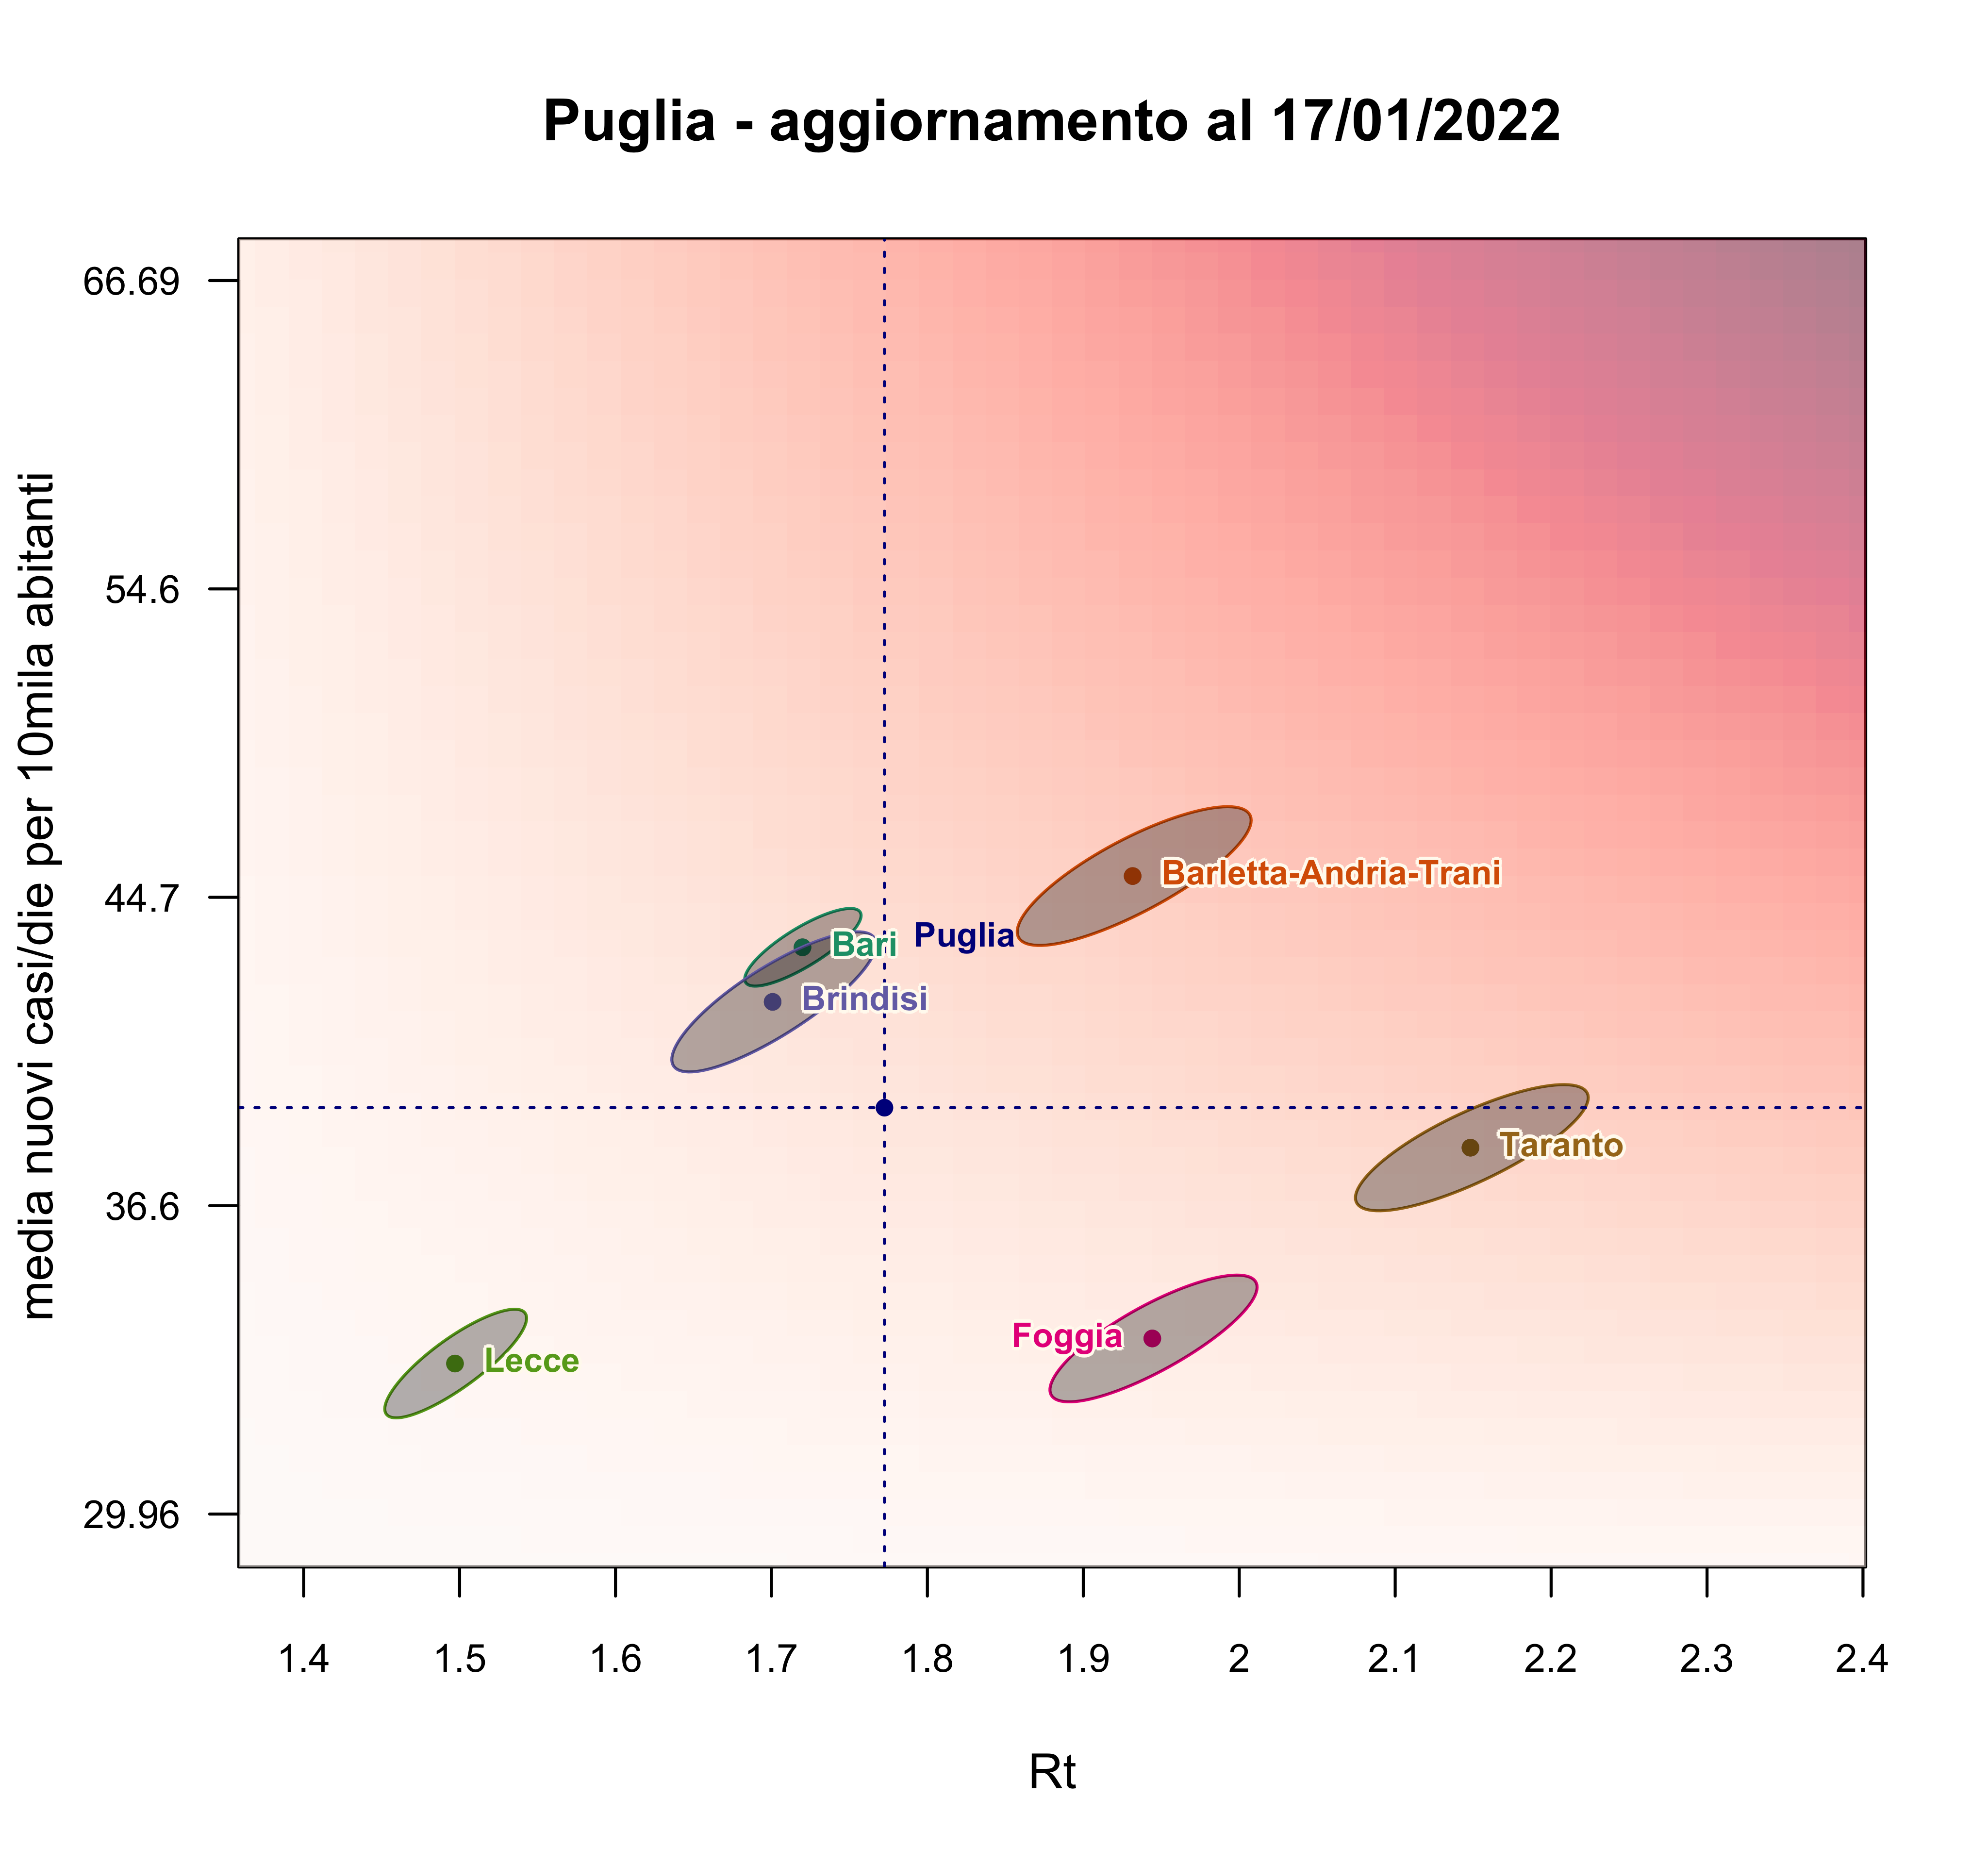 Puglia - aggiornamento al 17/01/2022
media nuovi casi/die per 10mila abitanti
66.69
54.6
44.7
36.6
29.96
Barletta-Andria-Trani
Puglia
Bari
Brindisi
Taranto
Foggia
Lecce
1.4 1.5 1.6 1.7 1.8 1.9 2 2.1 2.2 2.3 2.4
Rt